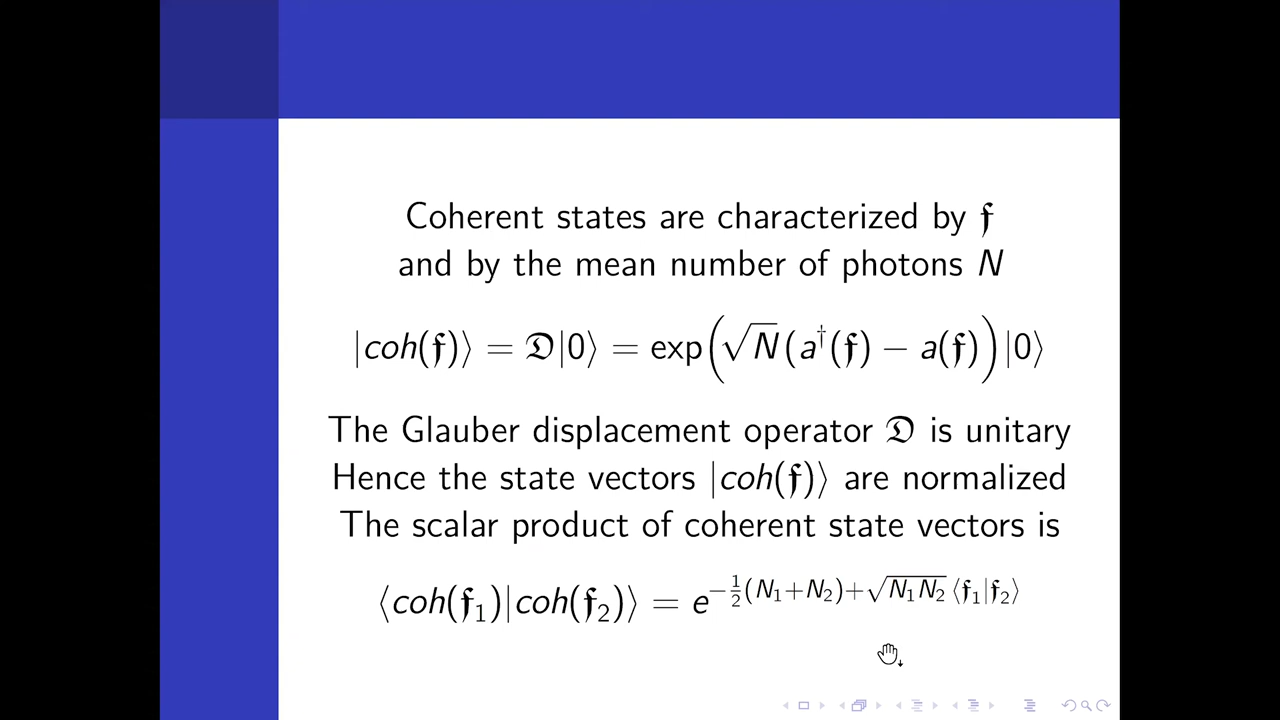 Coherent states are characterized by 𝔣
and by the mean number of photons N
|coh(𝔣)⟩ = 𝔇|0⟩ = exp(√N(a†(𝔣) − a(𝔣))|0⟩
The Glauber displacement operator 𝔇 is unitary
Hence the state vectors |coh(𝔣)⟩ are normalized
The scalar product of coherent state vectors is
⟨coh(𝔣₁)|coh(𝔣₂)⟩ = e^{−½(N₁+N₂)+√(N₁N₂)⟨𝔣₁|𝔣₂⟩}